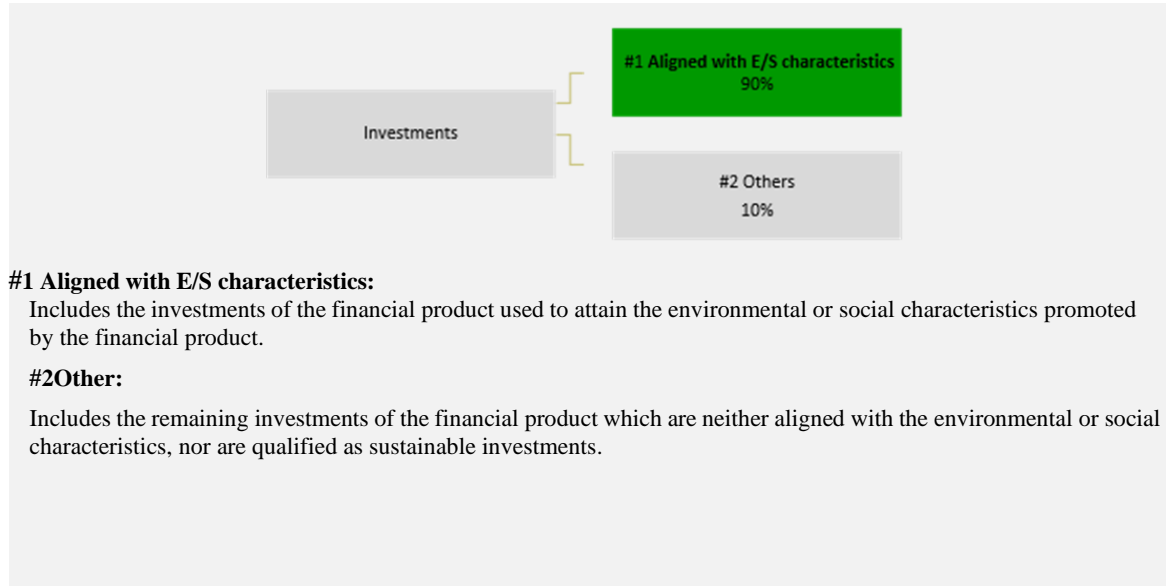 #1 Aligned with E/S characteristics
90%
Investments
#2 Others
10%
#1 Aligned with E/S characteristics:
Includes the investments of the financial product used to attain the environmental or social characteristics promoted
by the financial product.
#2Other:
Includes the remaining investments of the financial product which are neither aligned with the environmental or social
characteristics, nor are qualified as sustainable investments.